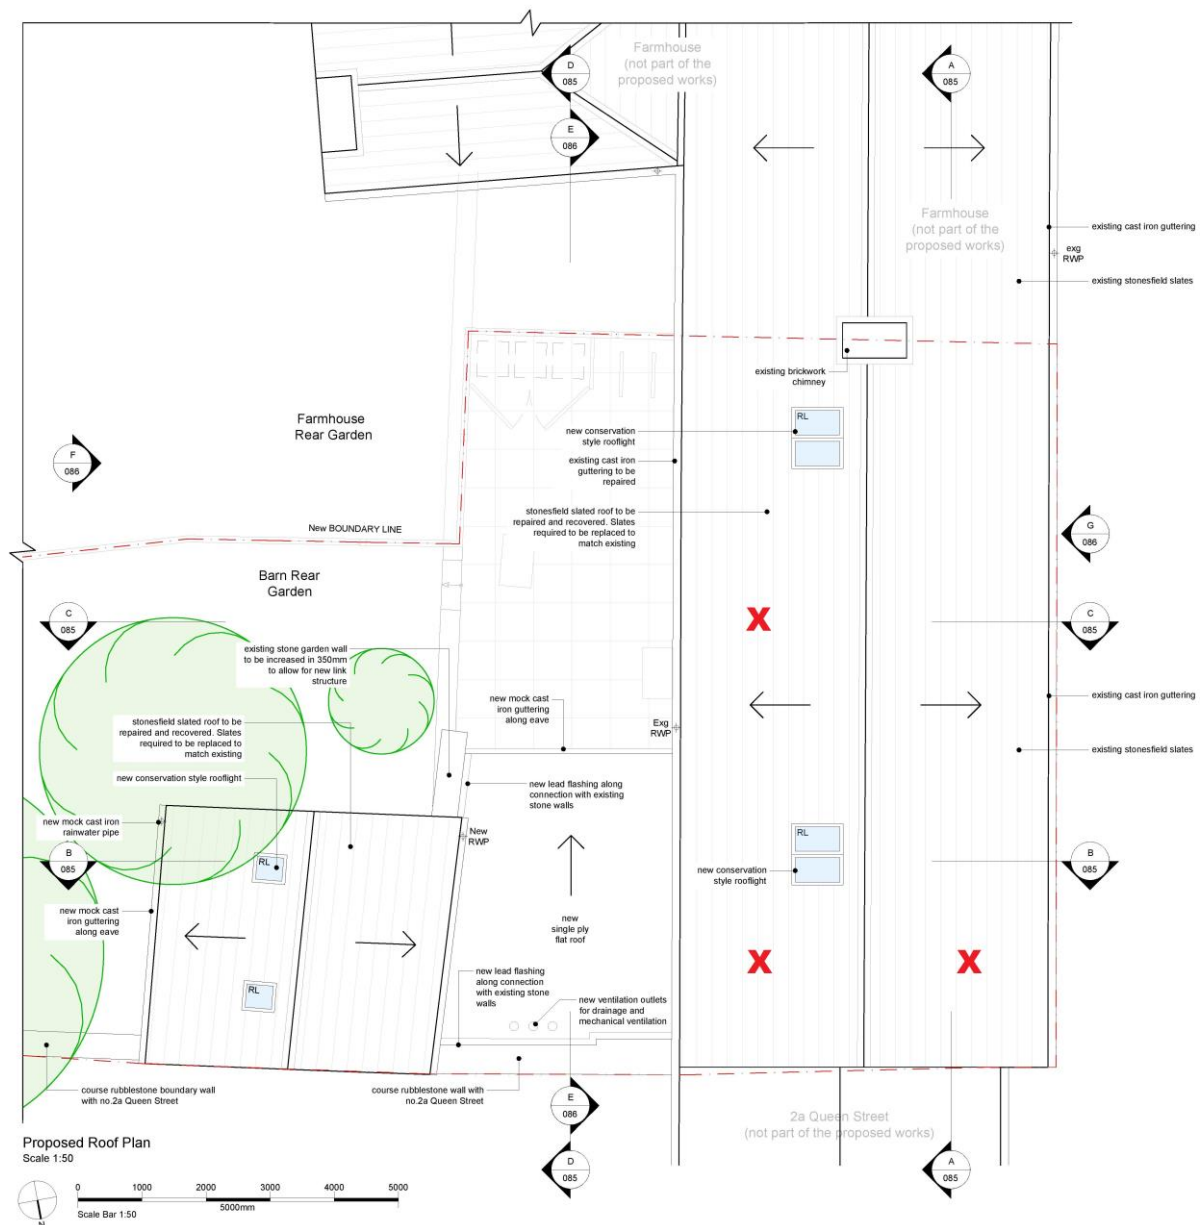 Farmhouse
(not part of the
proposed works)
D
085
A
085
E
086
Farmhouse
(not part of the
proposed works)
existing cast iron guttering
exg
RWP
existing stonesfield slates
existing brickwork
chimney
Farmhouse
Rear Garden
RL
new conservation
style rooflight
existing cast iron
guttering to be
repaired
F
086
stonesfield slated roof to be
repaired and recovered. Slates
required to be replaced to
match existing
New BOUNDARY LINE
G
086
Barn Rear
Garden
C
085
X
C
085
existing stone garden wall
to be increased in 350mm
to allow for new link
structure
new mock cast
iron guttering
along eave
existing cast iron guttering
stonesfield slated roof to be
repaired and recovered. Slates
required to be replaced to
match existing
Exg
RWP
existing stonesfield slates
new conservation style rooflight
new lead flashing along
connection with existing
stone walls
new mock cast iron
rainwater pipe
New
RWP
RL
B
085
RL
new conservation
style rooflight
B
085
new mock cast
iron guttering
along eave
new
single ply
flat roof
X
X
RL
new lead flashing
along connection
with existing stone
walls
new ventilation outlets
for drainage and
mechanical ventilation
course rubblestone boundary wall
with no.2a Queen Street
course rubblestone wall with
no.2a Queen Street
E
086
2a Queen Street
(not part of the proposed works)
Proposed Roof Plan
Scale 1:50
D
085
A
085
0 1000 2000 3000 4000 5000
5000mm
Scale Bar 1:50
N